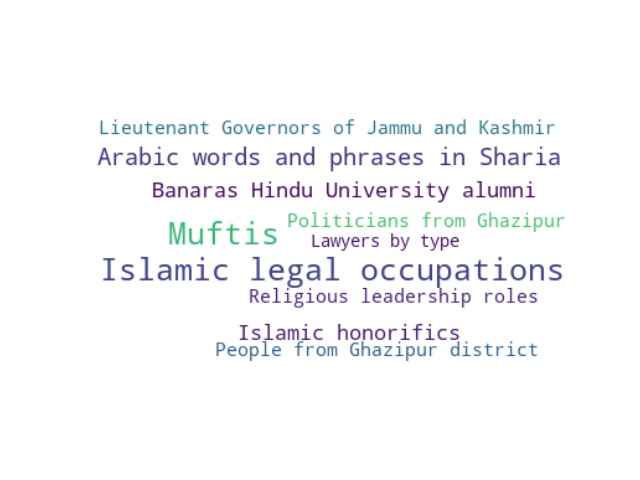 Lieutenant Governors of Jammu and Kashmir
Arabic words and phrases in Sharia
Banaras Hindu University alumni
Politicians from Ghazipur
Muftis
Lawyers by type
Islamic legal occupations
Religious leadership roles
Islamic honorifics
People from Ghazipur district